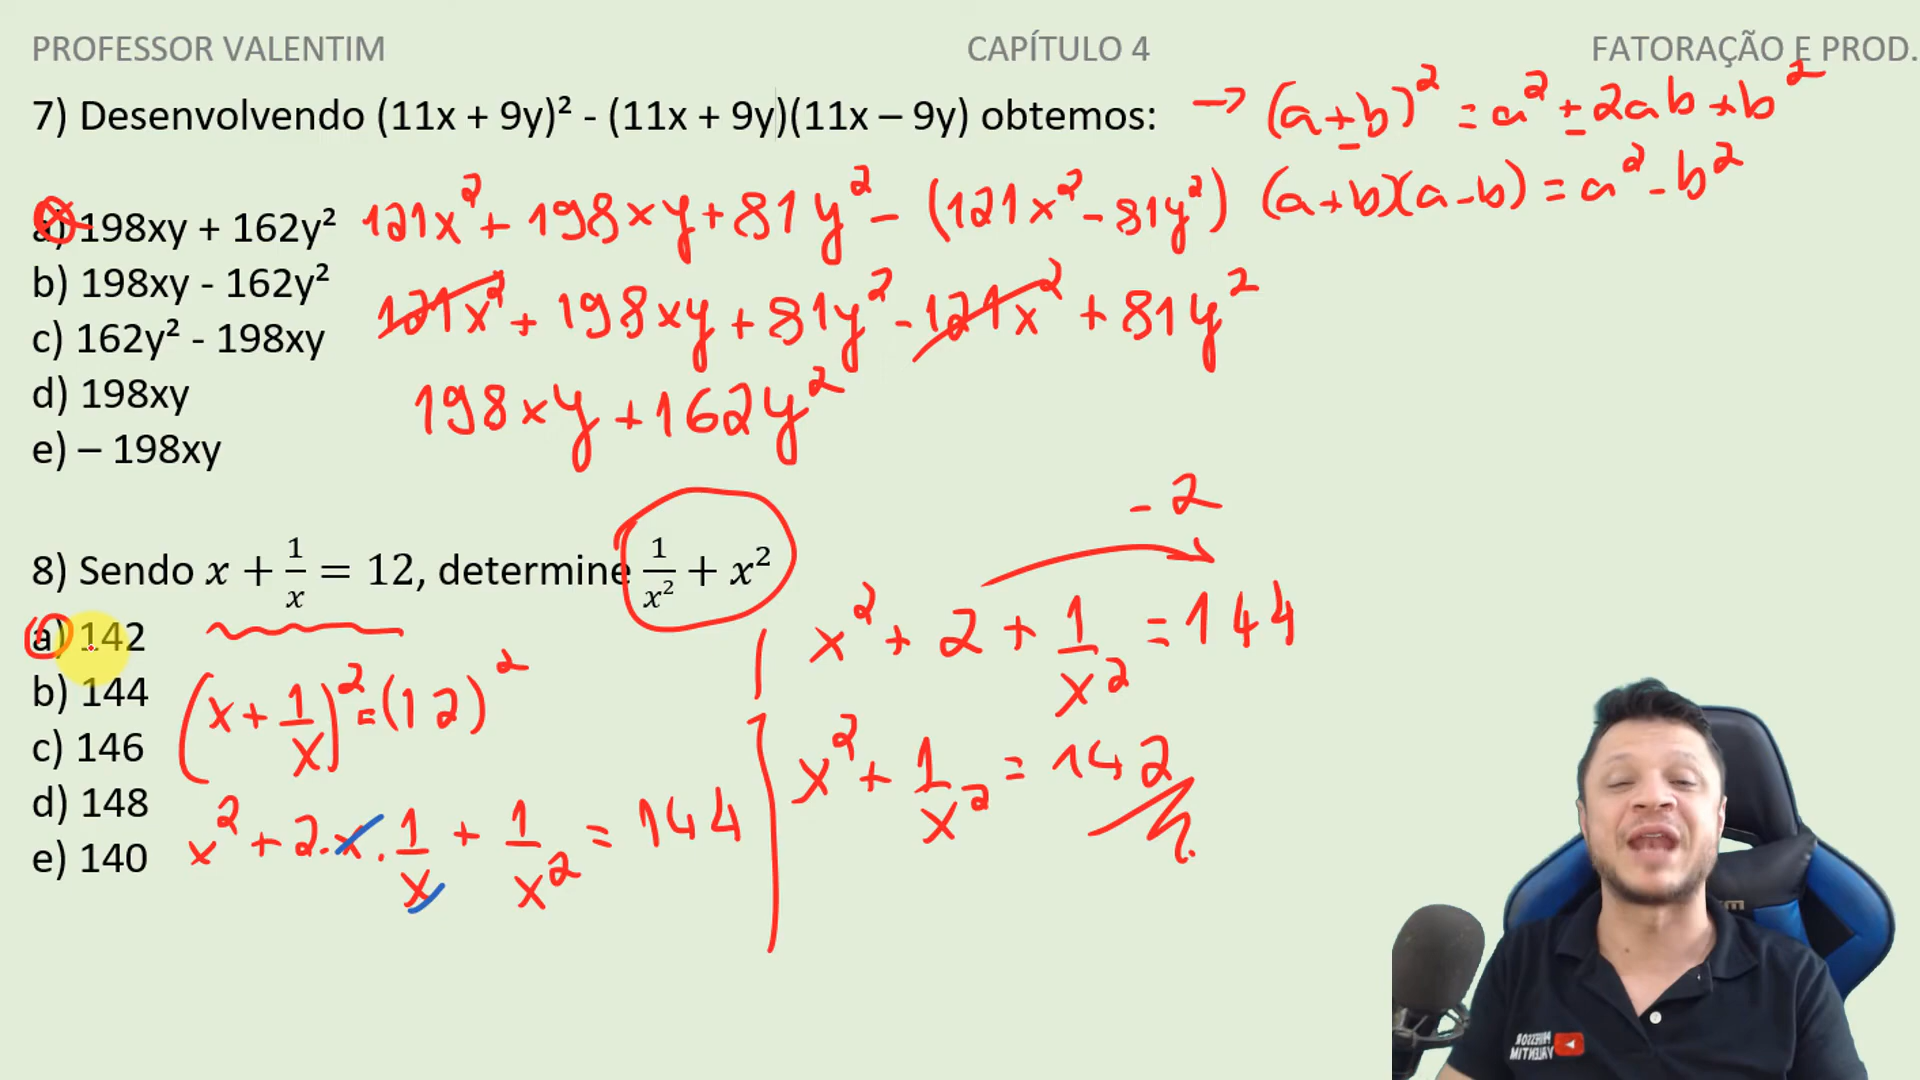 PROFESSOR VALENTIM CAPÍTULO 4 FATORAÇÃO E PROD.
7) Desenvolvendo (11x + 9y)² - (11x + 9y)(11x – 9y) obtemos:
→ (a ± b)² = a² ± 2ab + b²
(a+b)(a-b) = a² - b²
a) 198xy + 162y²
121x² + 198xy + 81y² - (121x² - 81y²)
b) 198xy - 162y²
121x² + 198xy + 81y² - 121x² + 81y²
c) 162y² - 198xy
d) 198xy
198xy + 162y²
e) – 198xy
8) Sendo x + 1/x = 12, determine 1/x² + x²
a) 142
b) 144
c) 146
d) 148
e) 140
(x + 1/x)² = (12)²
x² + 2.x.1/x + 1/x² = 144
- 2
x² + 2 + 1/x² = 144
x² + 1/x² = 142
PROFESSOR
VALENTIM